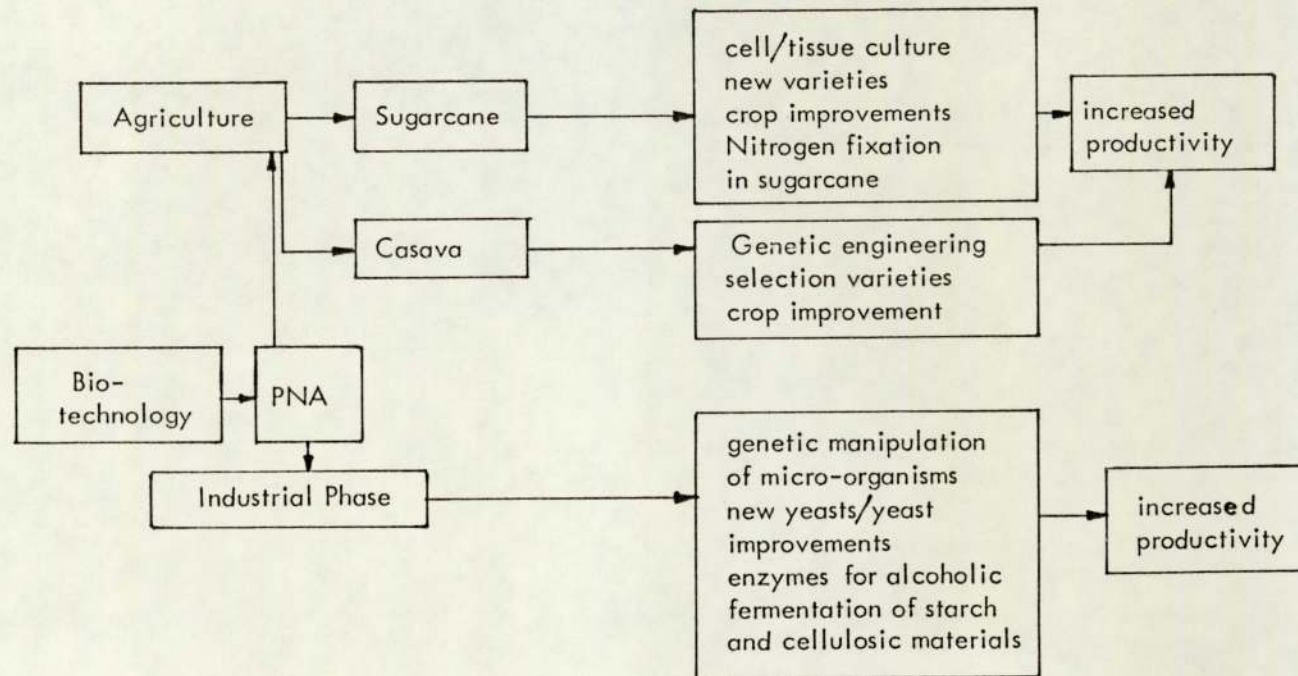 Agriculture
Sugarcane
cell/tissue culture
new varieties
crop improvements
Nitrogen fixation
in sugarcane
increased
productivity
Casava
Genetic engineering
selection varieties
crop improvement
Bio-
technology
PNA
Industrial Phase
genetic manipulation
of micro-organisms
new yeasts/yeast
improvements
enzymes for alcoholic
fermentation of starch
and cellulosic materials
increased
productivity